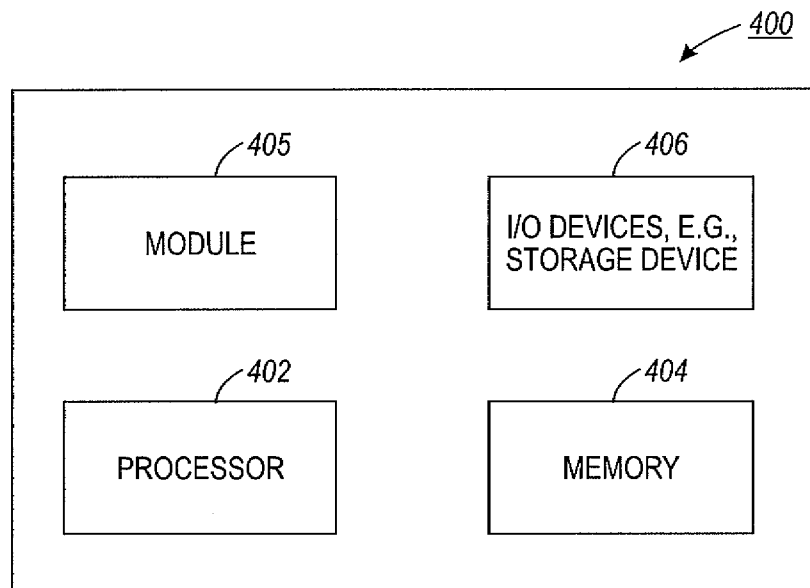 400
405
406
MODULE
I/O DEVICES, E.G.,
STORAGE DEVICE
402
404
PROCESSOR
MEMORY